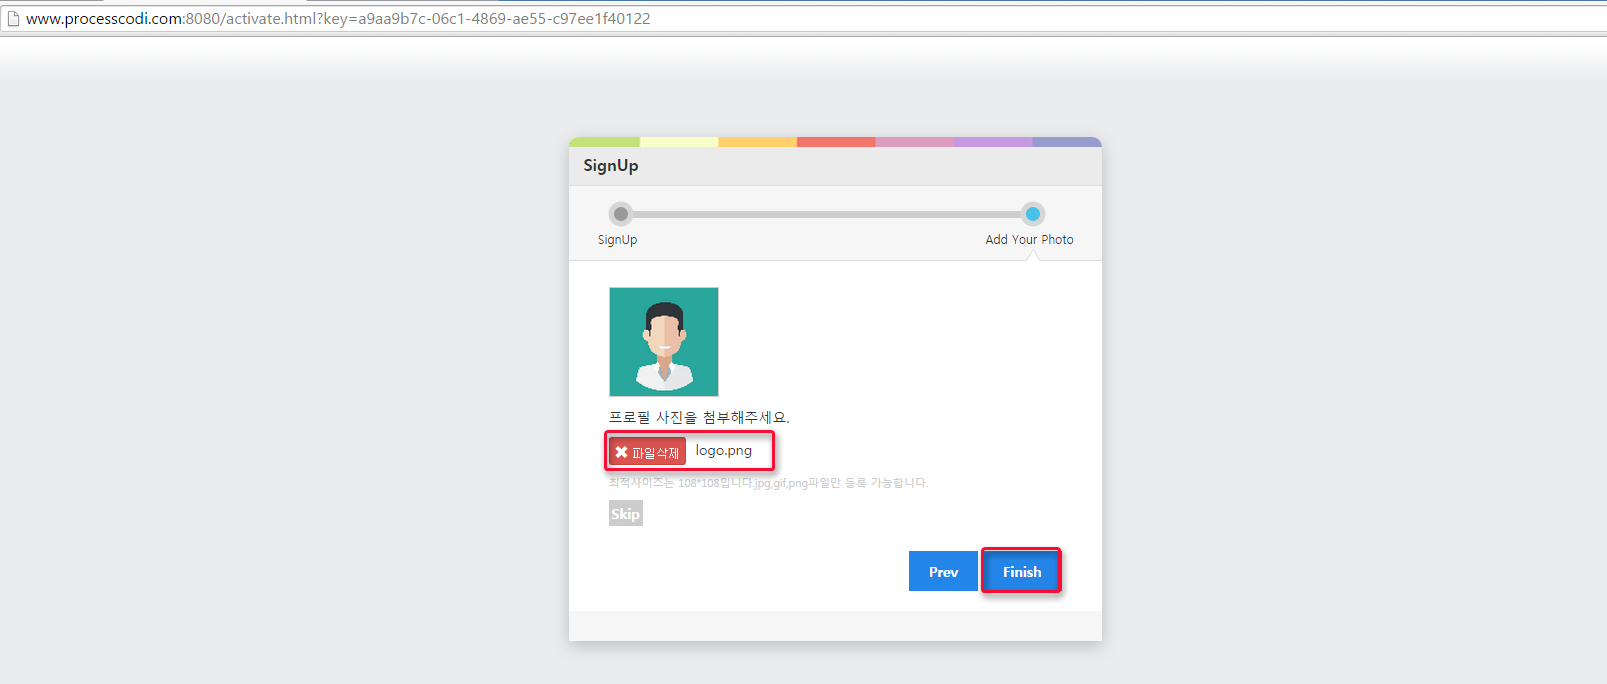 www.processcodi.com:8080/activate.html?key=a9aa9b7c-06c1-4869-ae55-c97ee1f40122
SignUp
SignUp
Add Your Photo
프로필 사진을 첨부해주세요.
파일삭제 logo.png
최적사이즈는 108*108입니다.jpg,gif,png파일만 등록 가능합니다.
Skip
Prev Finish